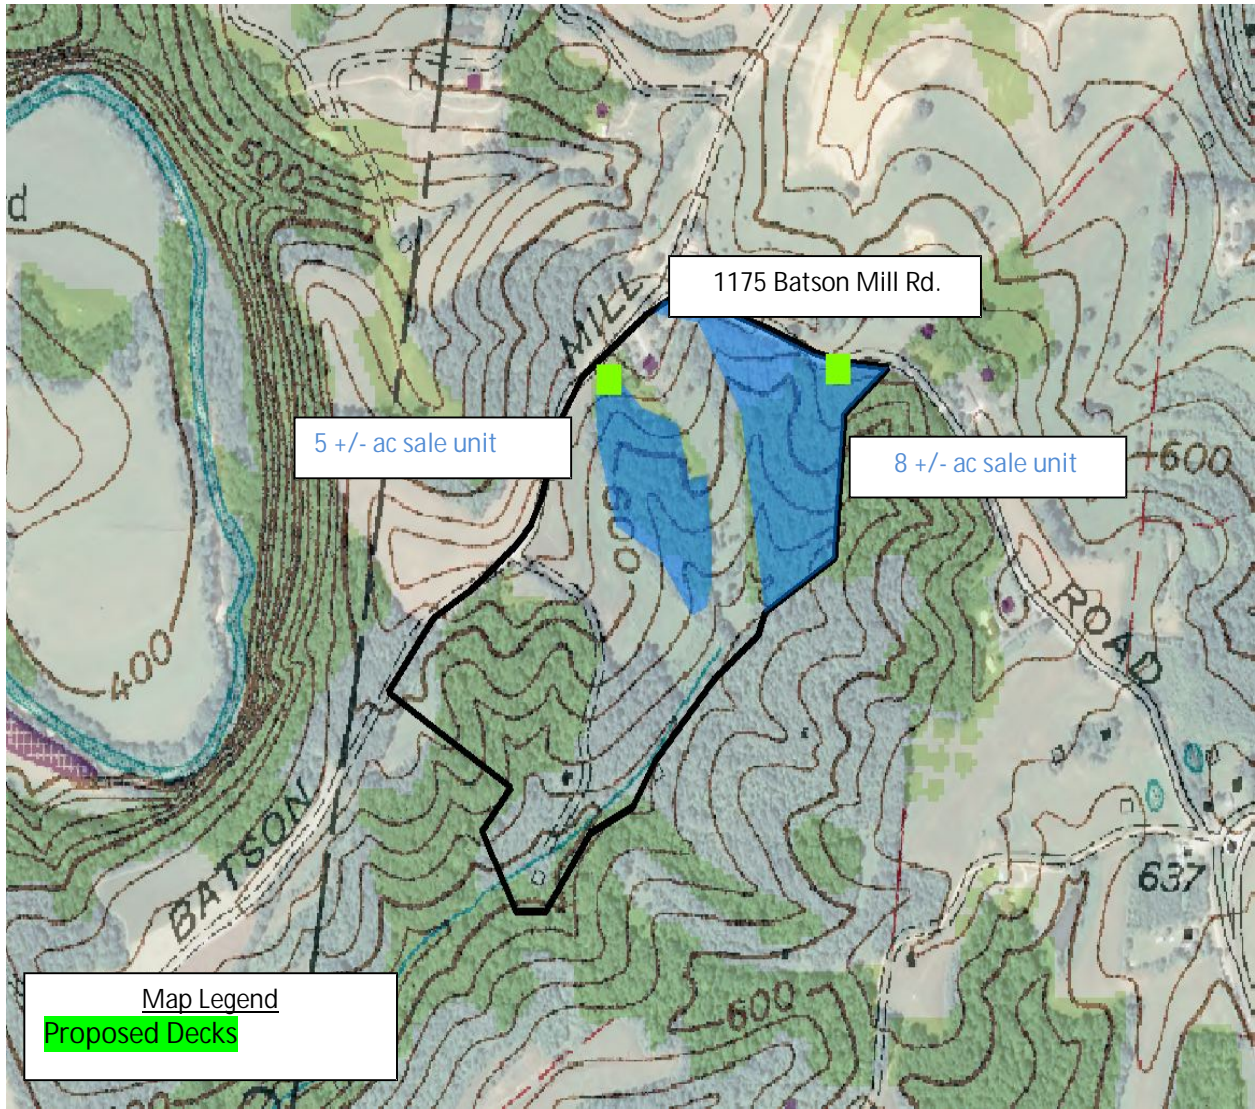 500
d
1175 Batson Mill Rd.
MILL
5 +/- ac sale unit
8 +/- ac sale unit
600
600
ROAD
400
BATSON
637
Map Legend
Proposed Decks
600